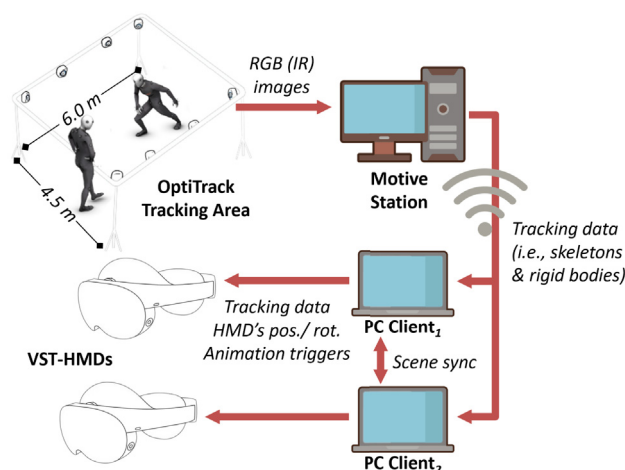 RGB (IR)
images
6.0 m
4.5 m
OptiTrack
Tracking Area
Motive
Station
Tracking data
(i.e., skeletons
& rigid bodies)
PC Client1
Tracking data
HMD's pos./ rot.
Animation triggers
VST-HMDs
Scene sync
PC Client